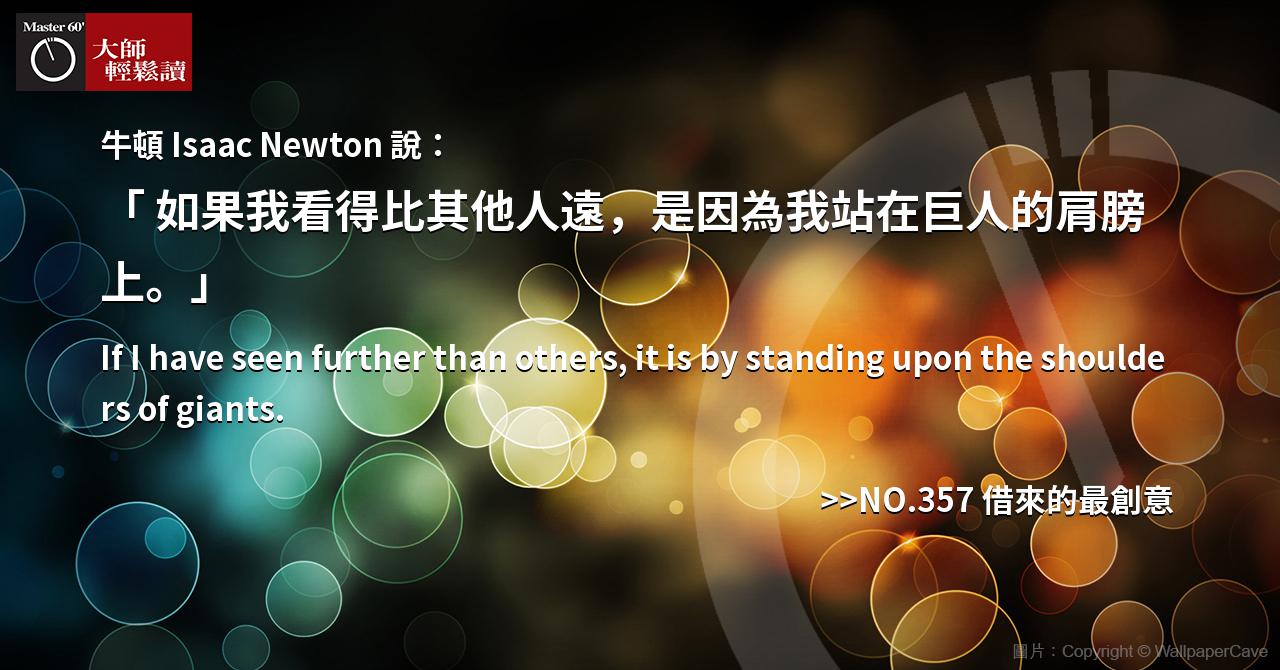 Master 60'
大師
輕鬆讀
牛頓 Isaac Newton 說：
「 如果我看得比其他人遠，是因為我站在巨人的肩膀
上。」
If I have seen further than others, it is by standing upon the shoulde
rs of giants.
>>NO.357 借來的最創意
圖片：Copyright © WallpaperCave